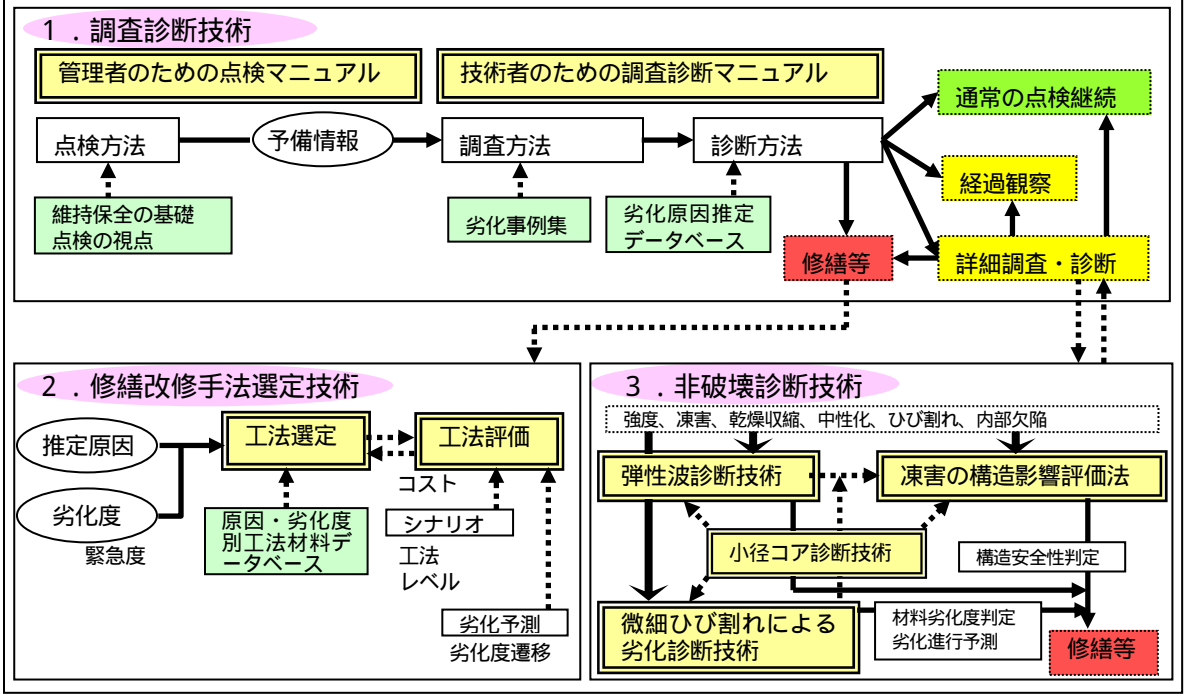 1．調査診断技術
管理者のための点検マニュアル
技術者のための調査診断マニュアル
通常の点検継続
点検方法
予備情報
調査方法
診断方法
経過観察
維持保全の基礎
点検の視点
劣化事例集
劣化原因推定
データベース
修繕等
詳細調査・診断
2．修繕改修手法選定技術
推定原因
工法選定
工法評価
コスト
劣化度
緊急度
原因・劣化度
別工法材料デ
ータベース
シナリオ
工法
レベル
劣化予測
劣化度遷移
3．非破壊診断技術
強度、凍害、乾燥収縮、中性化、ひび割れ、内部欠陥
弾性波診断技術
凍害の構造影響評価法
小径コア診断技術
構造安全性判定
微細ひび割れによる
劣化診断技術
材料劣化度判定
劣化進行予測
修繕等